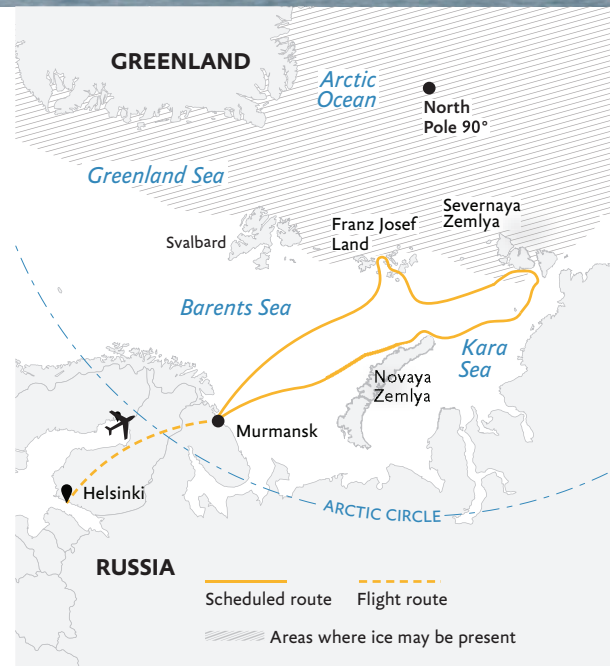 GREENLAND
Arctic
Ocean
North
Pole 90°
Greenland Sea
Severnaya
Zemlya
Franz Josef
Land
Svalbard
Barents Sea
Kara
Sea
Novaya
Zemlya
Murmansk
Helsinki
ARCTIC CIRCLE
RUSSIA
Scheduled route
Flight route
Areas where ice may be present